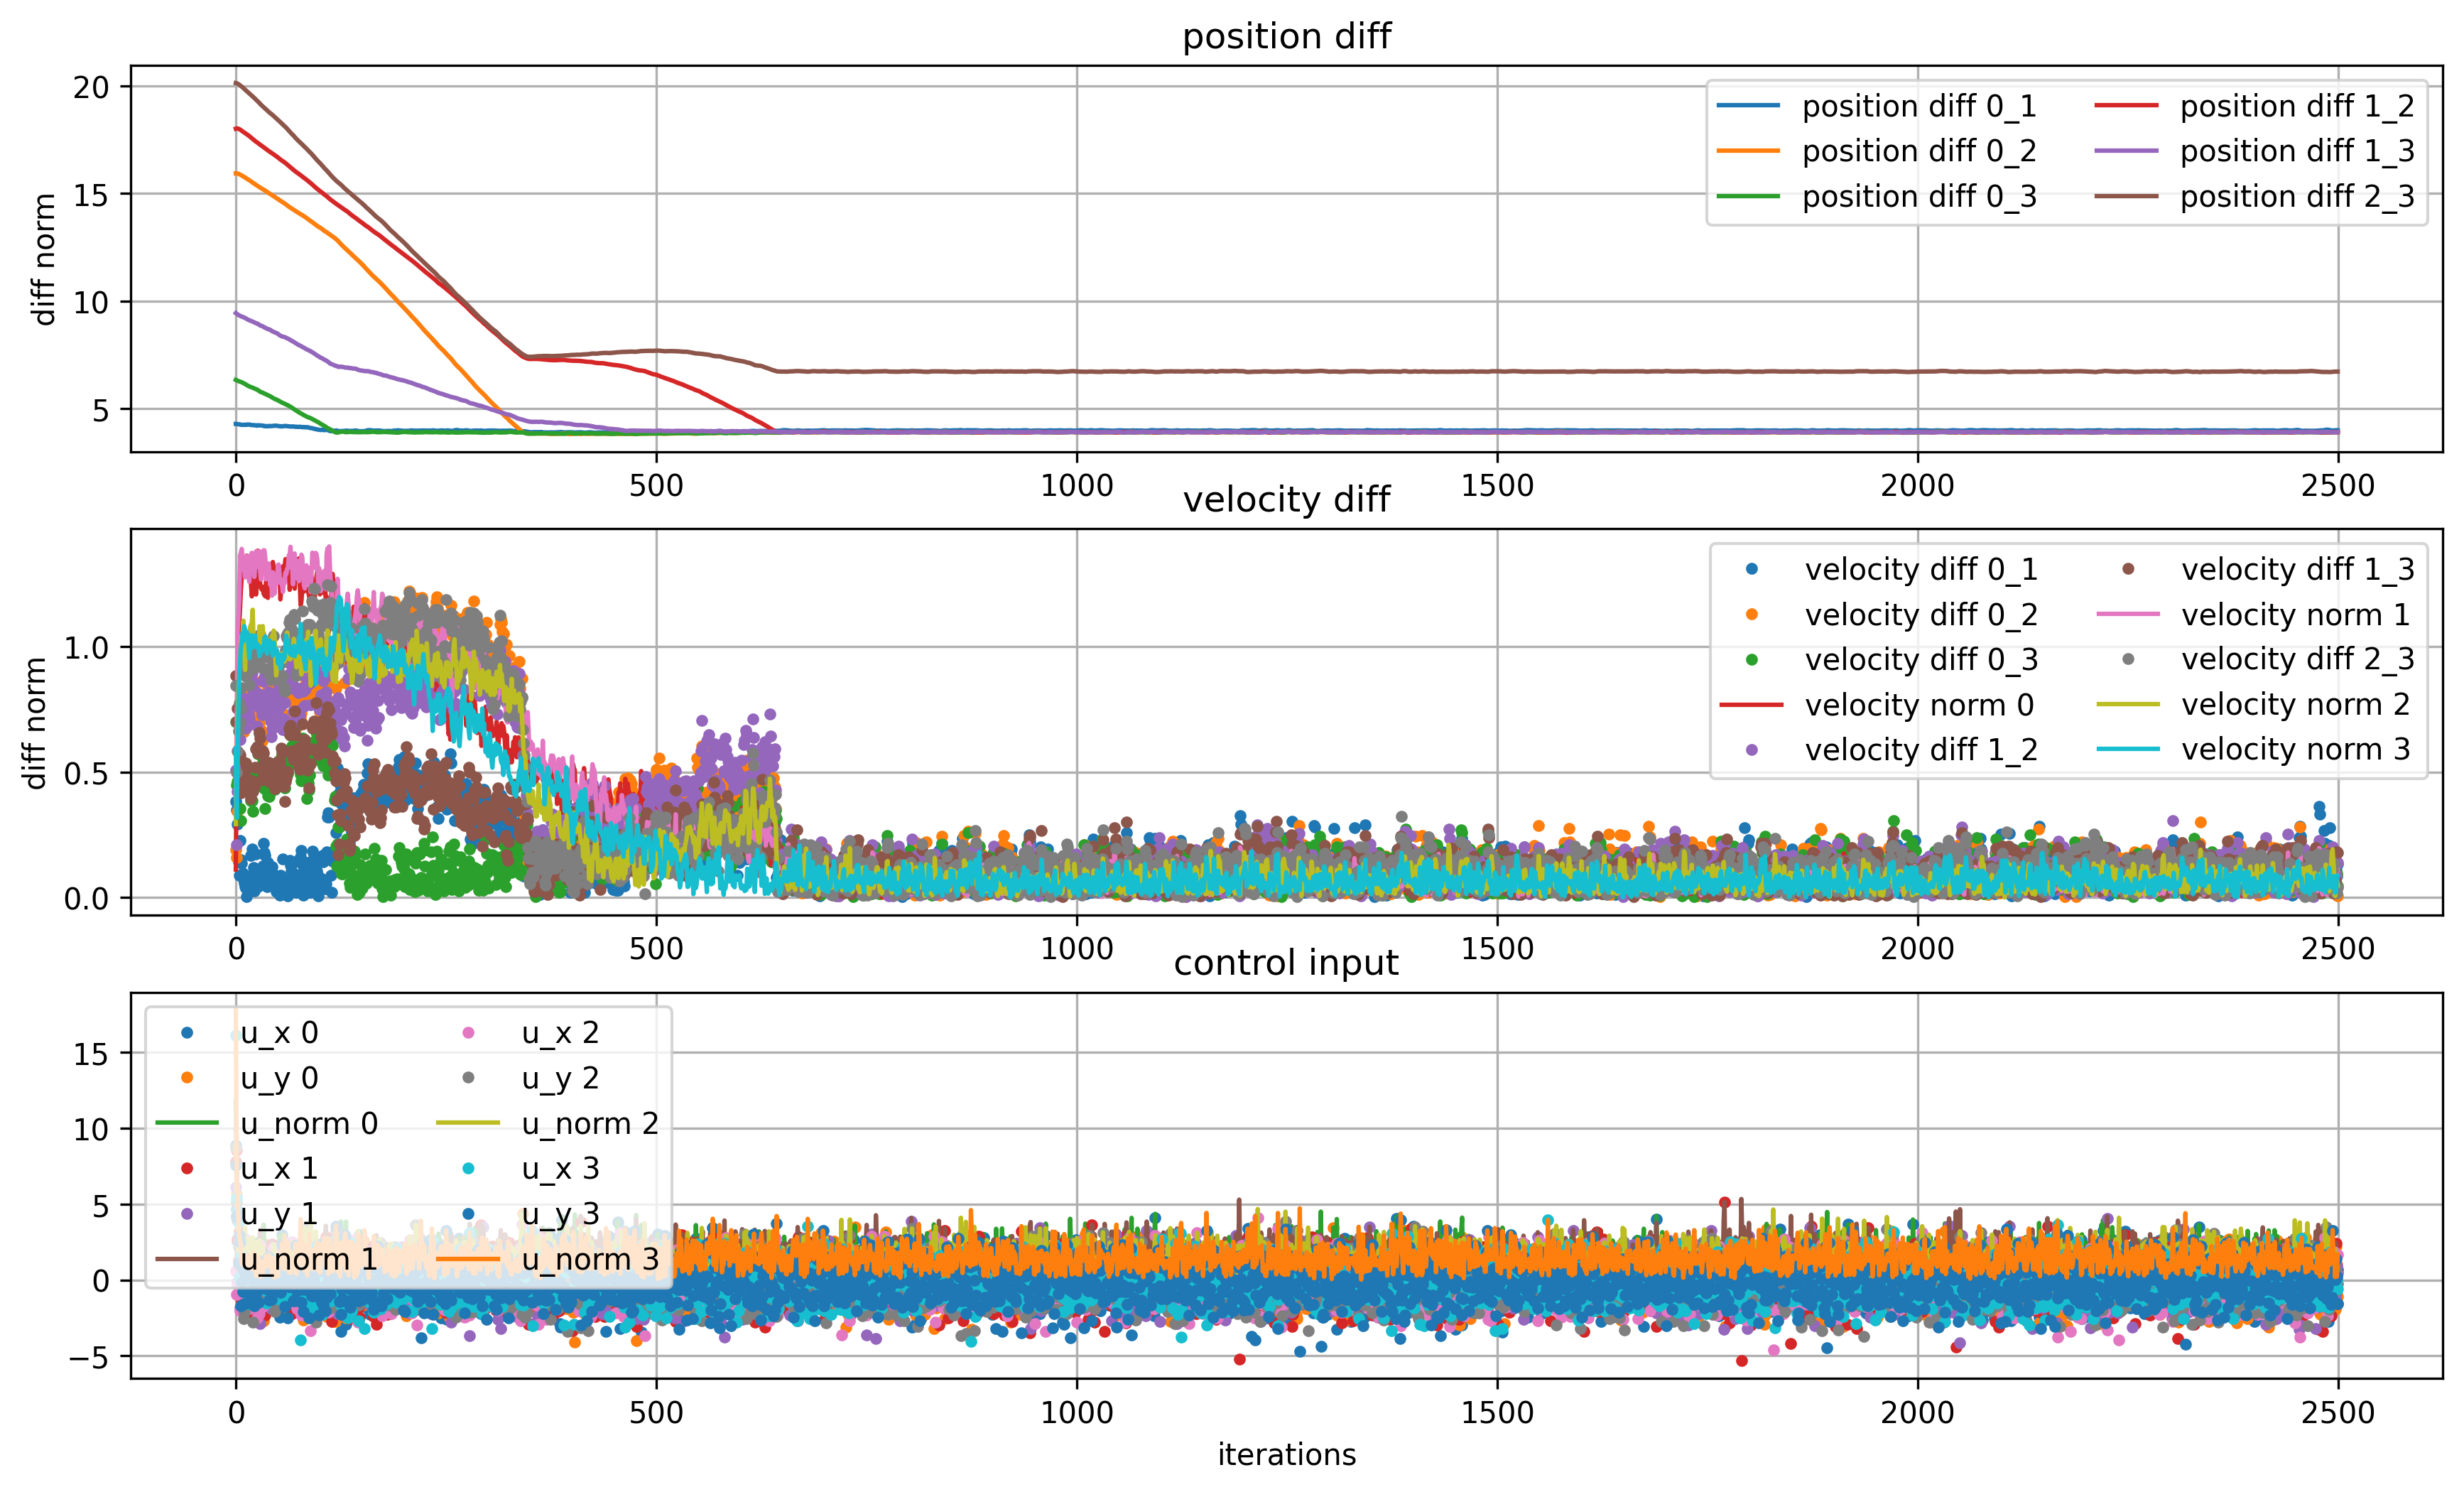 position diff
20
15
10
5
diff norm
position diff 0_1
position diff 0_2
position diff 0_3
position diff 1_2
position diff 1_3
position diff 2_3
0 500 1000 1500 2000 2500
velocity diff
1.0
0.5
0.0
diff norm
velocity diff 0_1
velocity diff 0_2
velocity diff 0_3
velocity norm 0
velocity diff 1_2
velocity diff 1_3
velocity norm 1
velocity diff 2_3
velocity norm 2
velocity norm 3
0 500 1000 1500 2000 2500
control input
15
10
5
0
−5
u_x 0
u_y 0
u_norm 0
u_x 1
u_y 1
u_norm 1
u_x 2
u_y 2
u_norm 2
u_x 3
u_y 3
u_norm 3
0 500 1000 1500 2000 2500
iterations